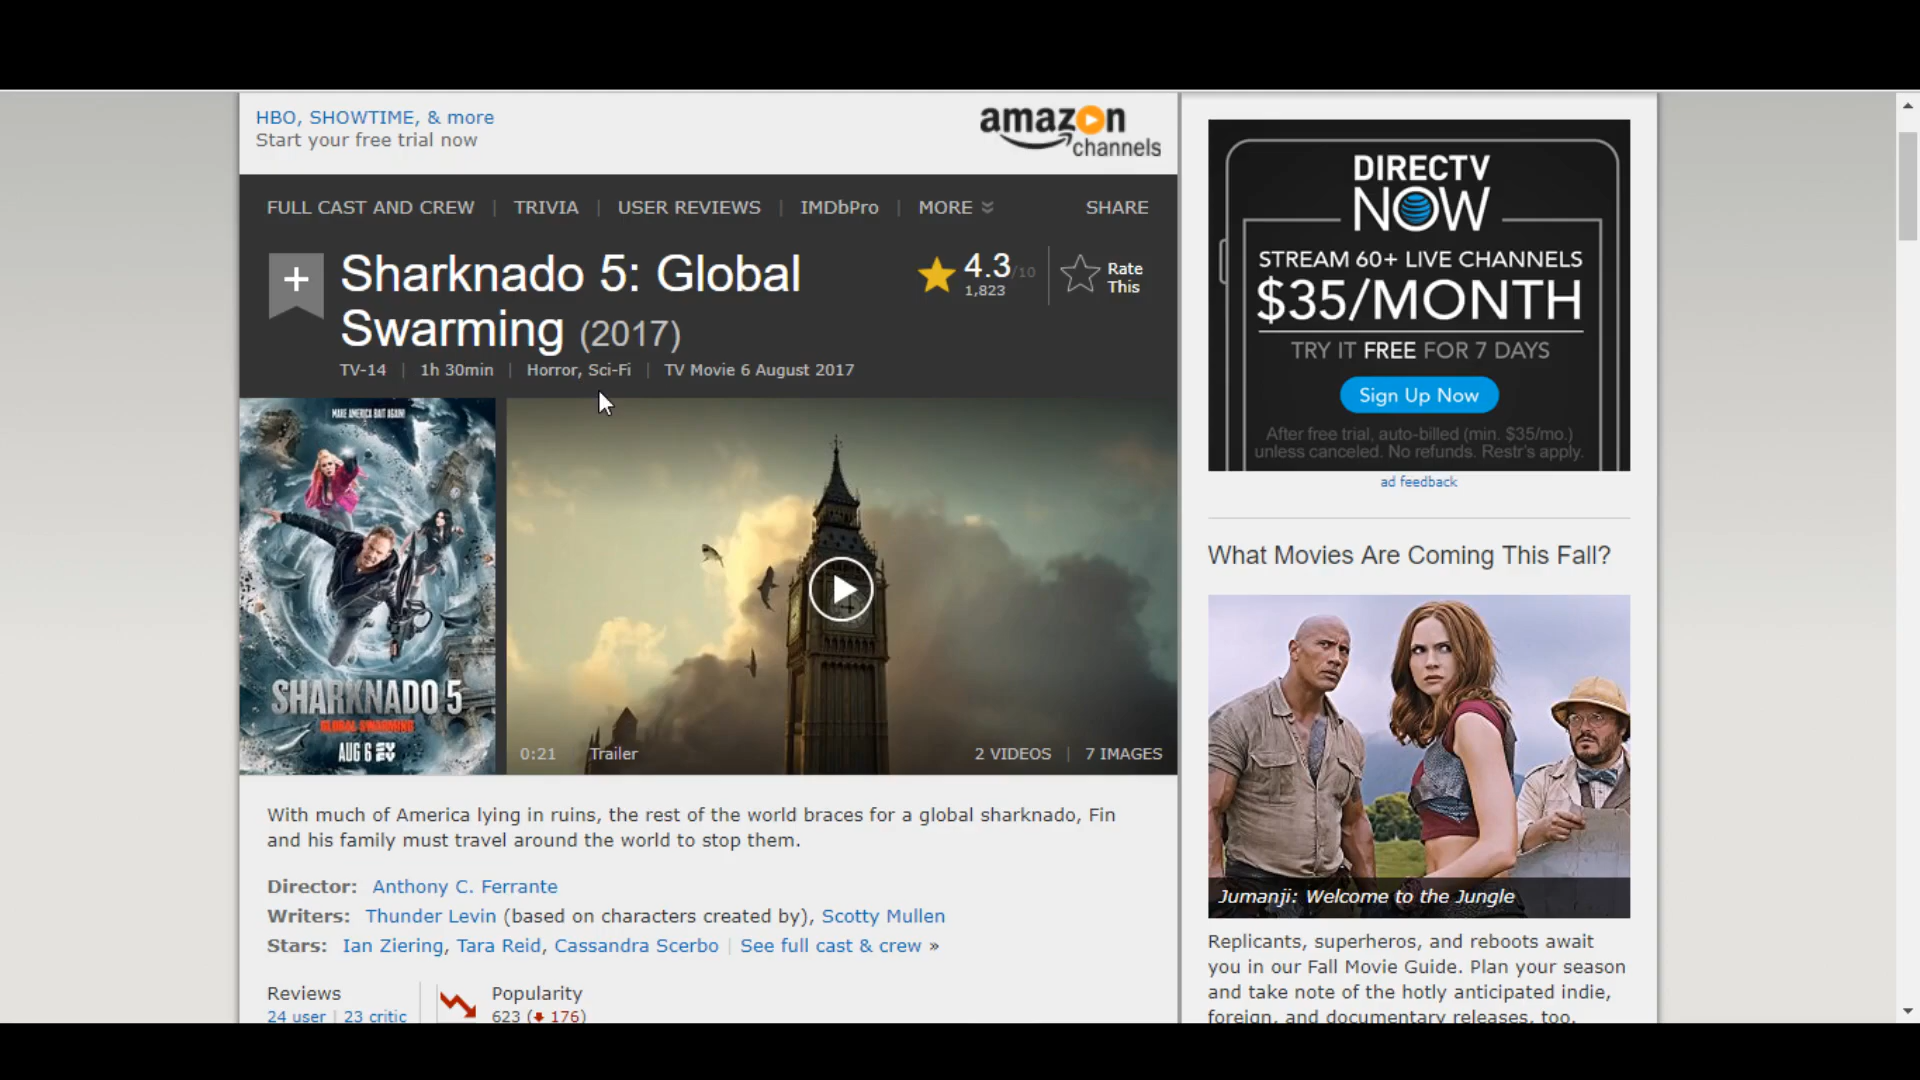 HBO, SHOWTIME, & more
Start your free trial now
amazon
channels
FULL CAST AND CREW | TRIVIA | USER REVIEWS | IMDbPro | MORE SHARE
+
Sharknado 5: Global
Swarming (2017)
4.3/10
1,823
Rate
This
TV-14 | 1h 30min | Horror, Sci-Fi | TV Movie 6 August 2017
MAKE AMERICA BAIT AGAIN!
SHARKNADO 5
GLOBAL SWARMING
AUG 6 SYFY
0:21 Trailer
2 VIDEOS | 7 IMAGES
With much of America lying in ruins, the rest of the world braces for a global sharknado, Fin
and his family must travel around the world to stop them.
Director: Anthony C. Ferrante
Writers: Thunder Levin (based on characters created by), Scotty Mullen
Stars: Ian Ziering, Tara Reid, Cassandra Scerbo | See full cast & crew »
Reviews
24 user | 23 critic
Popularity
623 (176)
DIRECTV
NOW
STREAM 60+ LIVE CHANNELS
$35/MONTH
TRY IT FREE FOR 7 DAYS
Sign Up Now
After free trial, auto-billed (min. $35/mo.)
unless canceled. No refunds. Restr's apply.
ad feedback
What Movies Are Coming This Fall?
Jumanji: Welcome to the Jungle
Replicants, superheros, and reboots await
you in our Fall Movie Guide. Plan your season
and take note of the hotly anticipated indie,
foreign, and documentary releases, too.